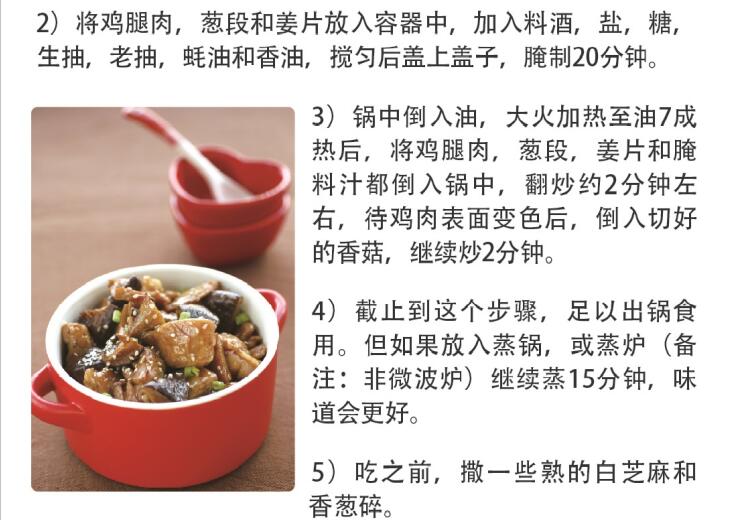 2）将鸡腿肉，葱段和姜片放入容器中，加入料酒，盐，糖，
生抽，老抽，蚝油和香油，搅匀后盖上盖子，腌制20分钟。
3）锅中倒入油，大火加热至油7成
热后，将鸡腿肉，葱段，姜片和腌
料汁都倒入锅中，翻炒约2分钟左
右，待鸡肉表面变色后，倒入切好
的香菇，继续炒2分钟。
4）截止到这个步骤，足以出锅食
用。但如果放入蒸锅，或蒸炉（备
注：非微波炉）继续蒸15分钟，味
道会更好。
5）吃之前，撒一些熟的白芝麻和
香葱碎。